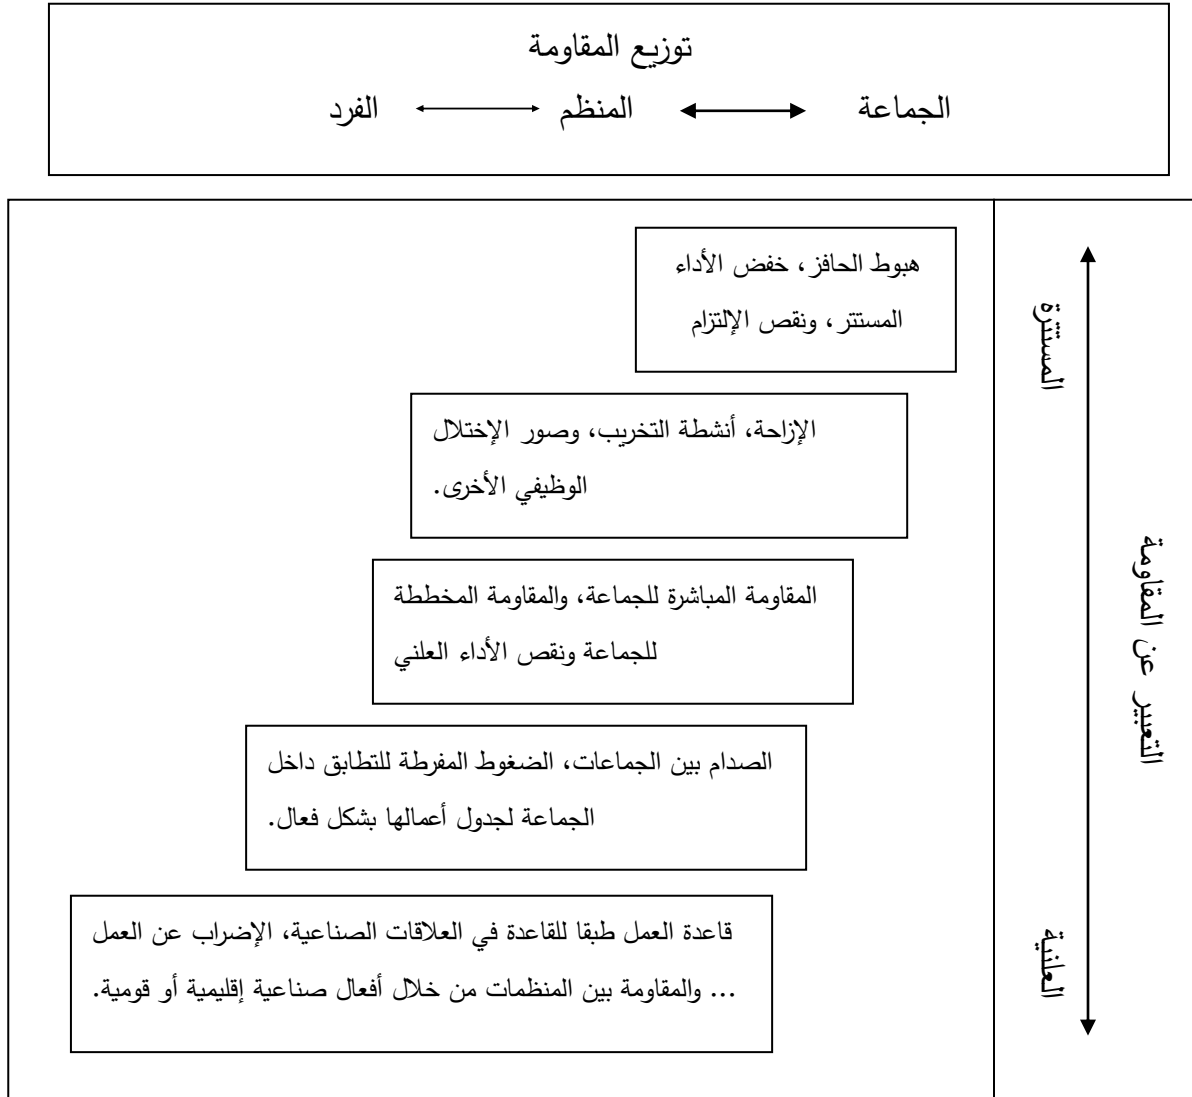 توزيع المقاومة
الجماعة المنظم الفرد
هبوط الحافز، خفض الأداء
المستتر، ونقص الإلتزام
المستترة
الإزاحة، أنشطة التخريب، وصور الإختلال
الوظيفي الأخرى.
المقاومة المباشرة للجماعة، والمقاومة المخططة
للجماعة ونقص الأداء العلني
التعبير عن المقاومة
الصدام بين الجماعات، الضغوط المفرطة للتطابق داخل
الجماعة لجدول أعمالها بشكل فعال.
قاعدة العمل طبقا للقاعدة في العلاقات الصناعية، الإضراب عن العمل
... والمقاومة بين المنظمات من خلال أفعال صناعية إقليمية أو قومية.
العلنية